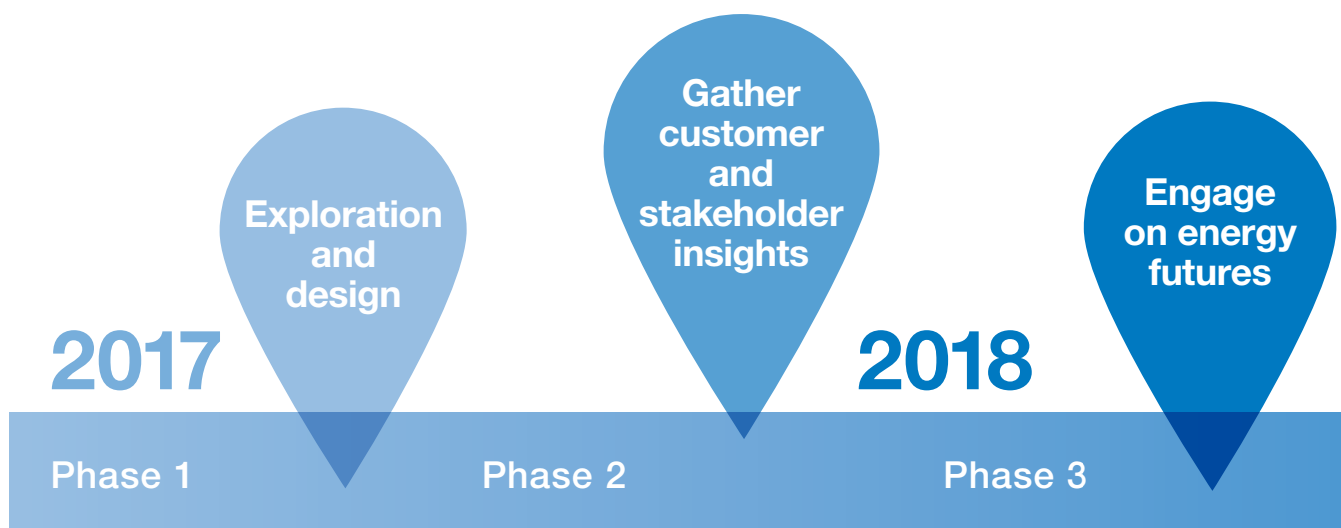 2017
Exploration
and
design
Gather
customer
and
stakeholder
insights
2018
Engage
on energy
futures
Phase 1
Phase 2
Phase 3